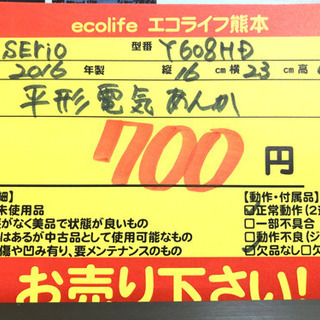 ecolife エコライフ熊本
SErio 型番 Y608HD
2016 年製 縦 16 cm 横 23 cm 高
平形電気あんか
700 円
細】 【動作・付属品】
未使用品 正常動作(2週
がなく美品で状態が良いもの □一部不具合
はあるが中古品として使用可能なもの 動作不良(ジ
傷や凹み有り、要メンテナンスのもの 欠品なし□欠
お売り下さい!